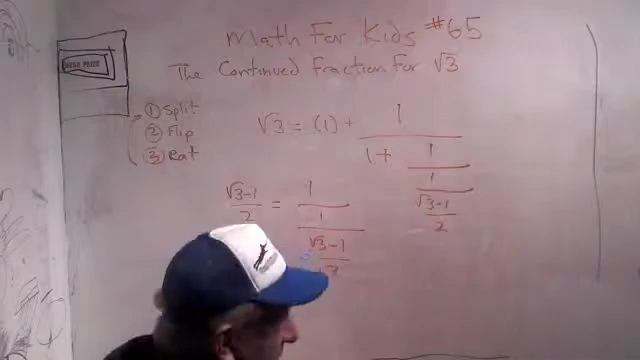 Math For Kids #65
The Continued Fraction for √3
① Split
② Flip
③ Rat
√3 = (1) + 1
1 + 1
1
√3-1
2
√3-1 = 1
2
1
√3-1